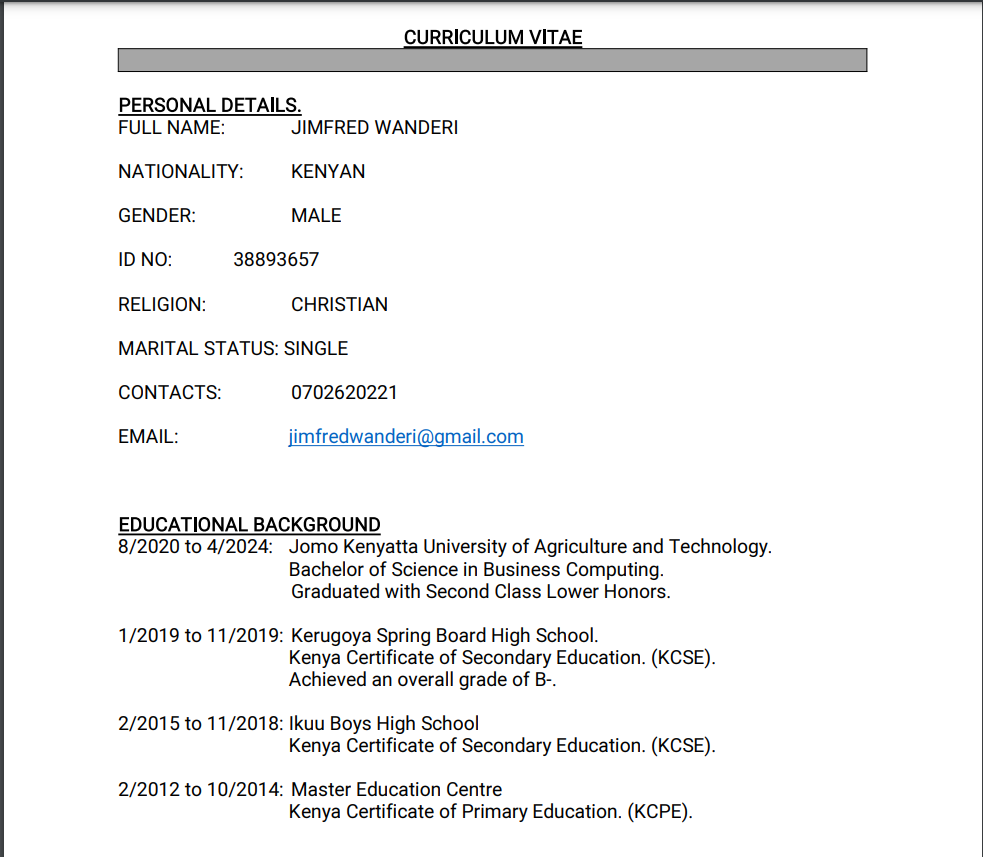 CURRICULUM VITAE
PERSONAL DETAILS.
FULL NAME: JIMFRED WANDERI
NATIONALITY: KENYAN
GENDER: MALE
ID NO: 38893657
RELIGION: CHRISTIAN
MARITAL STATUS: SINGLE
CONTACTS: 0702620221
EMAIL: jimfredwanderi@gmail.com
EDUCATIONAL BACKGROUND
8/2020 to 4/2024: Jomo Kenyatta University of Agriculture and Technology.
Bachelor of Science in Business Computing.
Graduated with Second Class Lower Honors.
1/2019 to 11/2019: Kerugoya Spring Board High School.
Kenya Certificate of Secondary Education. (KCSE).
Achieved an overall grade of B-.
2/2015 to 11/2018: Ikuu Boys High School
Kenya Certificate of Secondary Education. (KCSE).
2/2012 to 10/2014: Master Education Centre
Kenya Certificate of Primary Education. (KCPE).